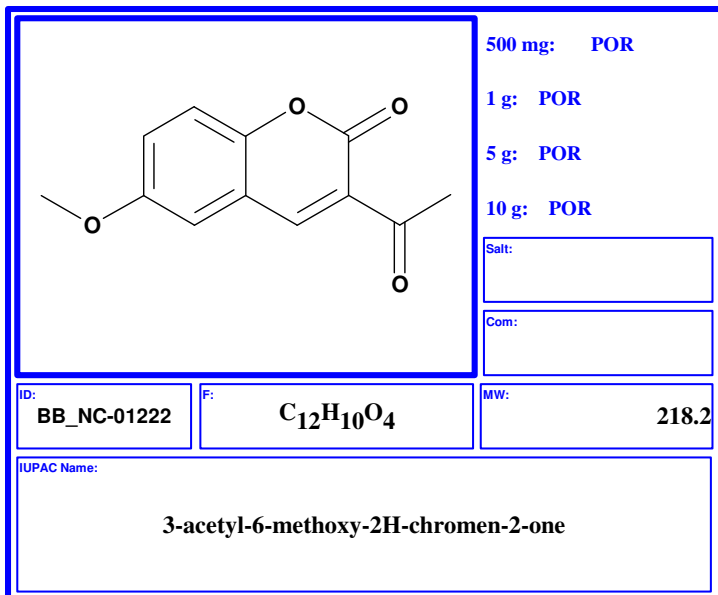 O
O
O
O
500 mg: POR
1 g: POR
5 g: POR
10 g: POR
Salt:
Com:
ID:
BB_NC-01222
F:
C12H10O4
MW:
218.2
IUPAC Name:
3-acetyl-6-methoxy-2H-chromen-2-one